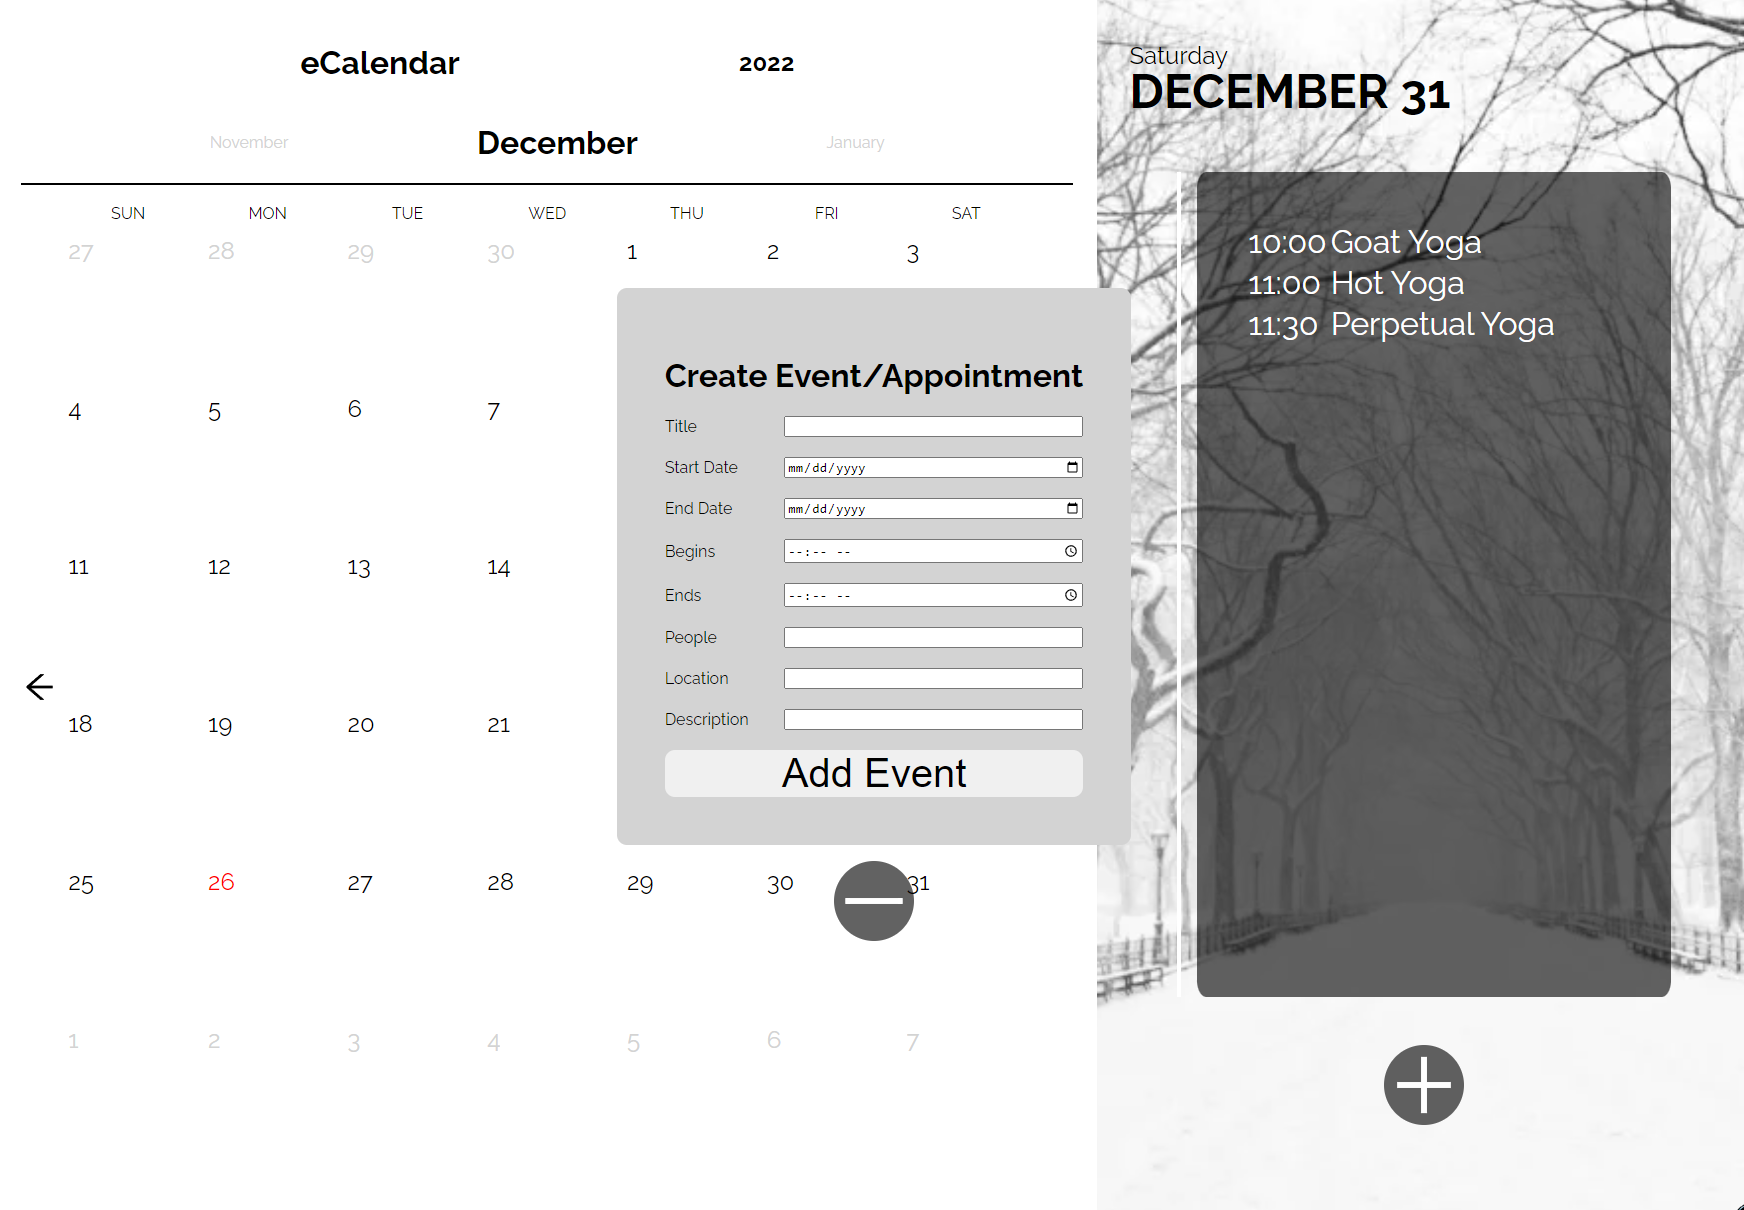 eCalendar 2022
November December January
SUN MON TUE WED THU FRI SAT
27 28 29 30 1 2 3
4 5 6 7
11 12 13 14
18 19 20 21
25 26 27 28 29 30 31
1 2 3 4 5 6 7
Create Event/Appointment
Title
Start Date mm/dd/yyyy
End Date mm/dd/yyyy
Begins --:-- --
Ends --:-- --
People
Location
Description
Add Event
Saturday
DECEMBER 31
10:00 Goat Yoga
11:00 Hot Yoga
11:30 Perpetual Yoga